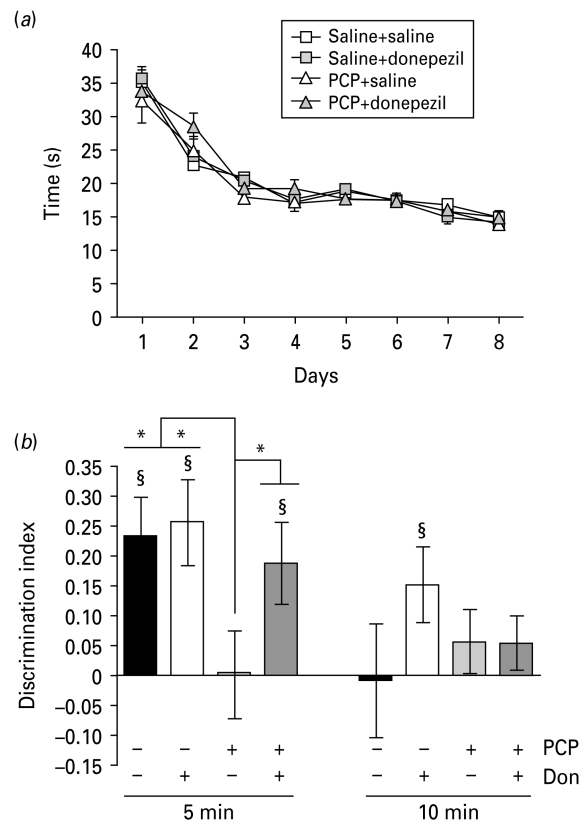 (a)
Saline+saline
Saline+donepezil
PCP+saline
PCP+donepezil
40
35
30
25
20
15
10
5
0
Time (s)
1 2 3 4 5 6 7 8
Days
(b)
* * *
§ § § §
0.35
0.30
0.25
0.20
0.15
0.10
0.05
0
−0.05
−0.10
−0.15
Discrimination index
− − + + − − + + PCP
− + − + − + − + Don
5 min 10 min